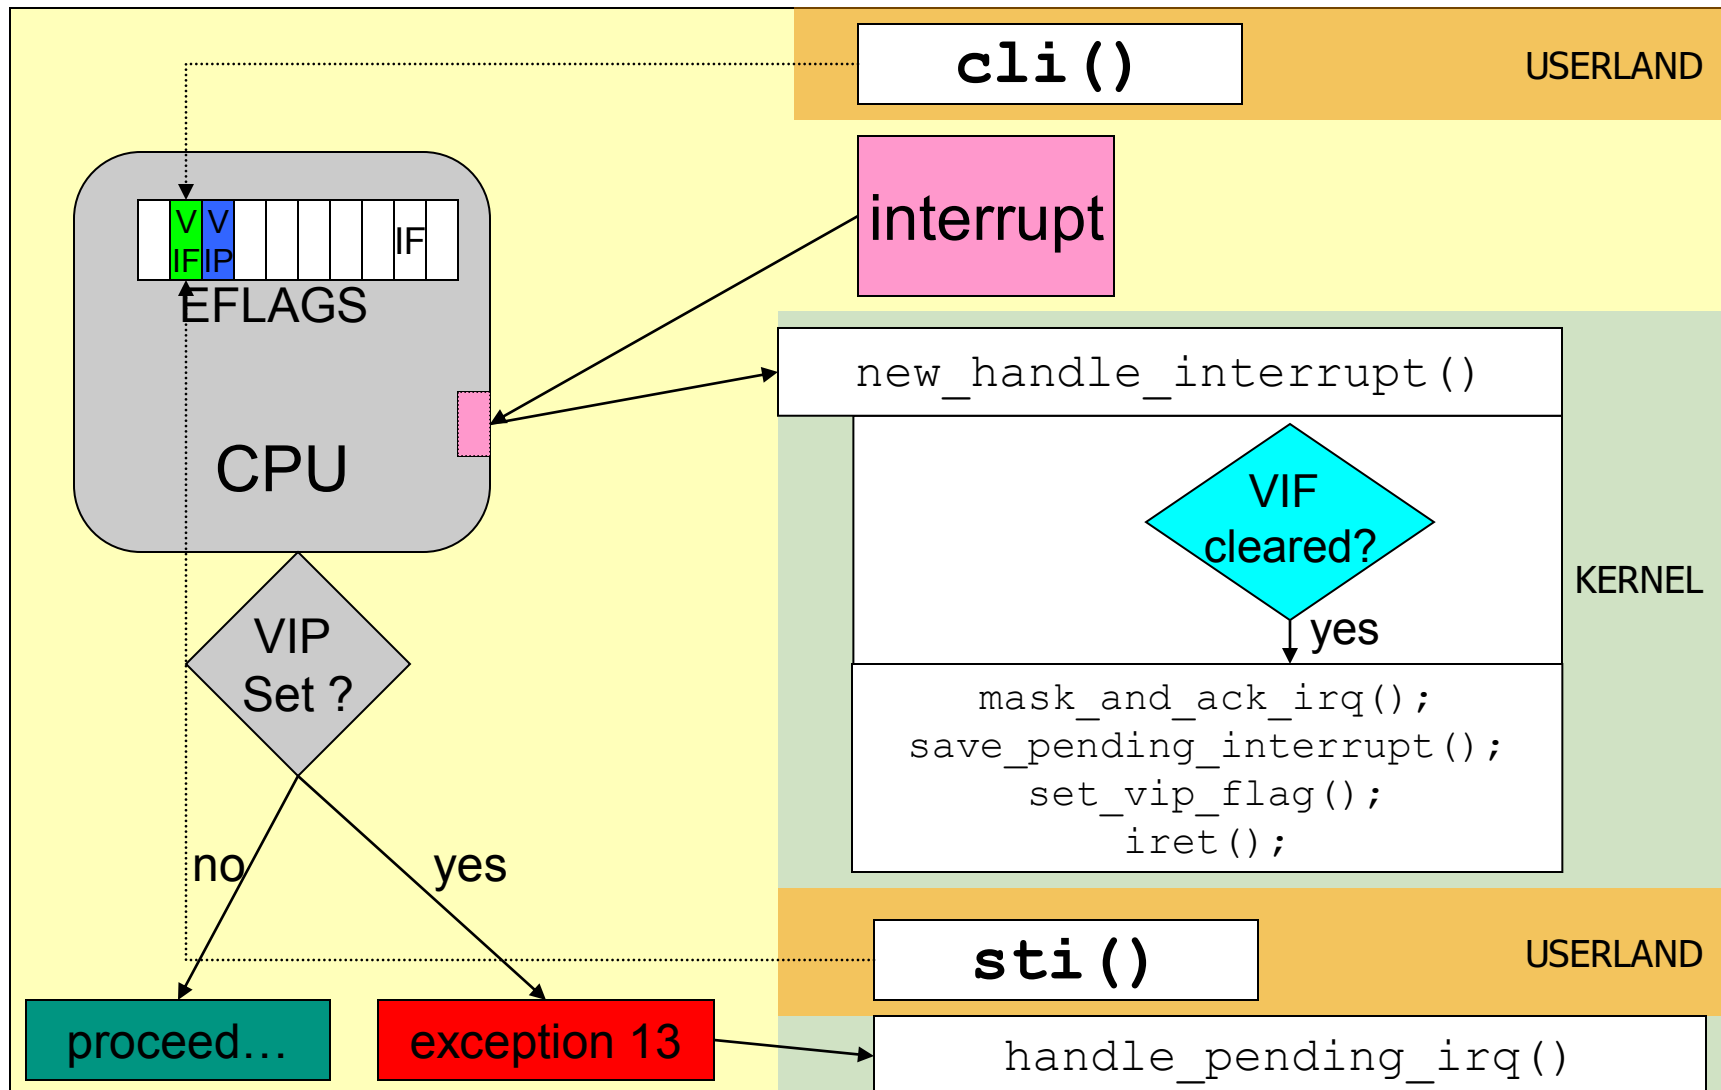 cli()
USERLAND
interrupt
V V
IF IP
IF
EFLAGS
CPU
new_handle_interrupt()
VIF
cleared?
yes
KERNEL
VIP
Set ?
mask_and_ack_irq();
save_pending_interrupt();
set_vip_flag();
iret();
no
yes
sti()
USERLAND
proceed…
exception 13
handle_pending_irq()